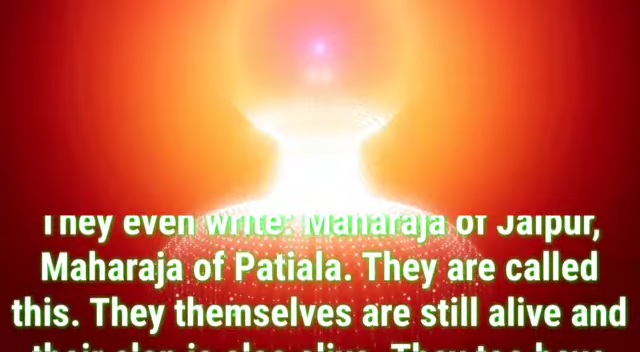 They even write: Maharaja of Jaipur,
Maharaja of Patiala. They are called
this. They themselves are still alive and
their clan is also alive. They too have